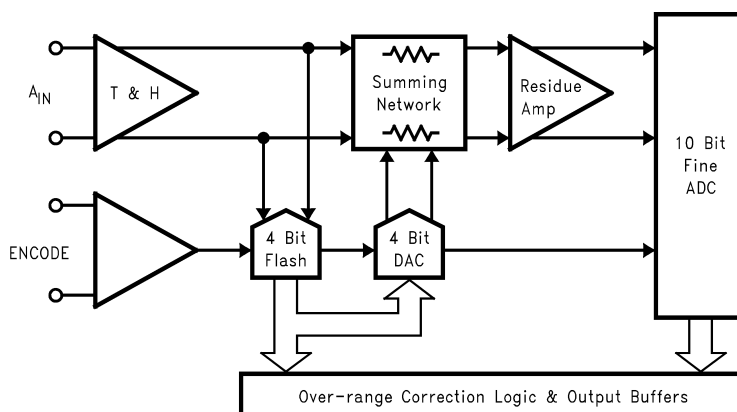 T & H
Summing
Network
Residue
Amp
A_IN
10 Bit
Fine
ADC
ENCODE
4 Bit
Flash
4 Bit
DAC
Over-range Correction Logic & Output Buffers